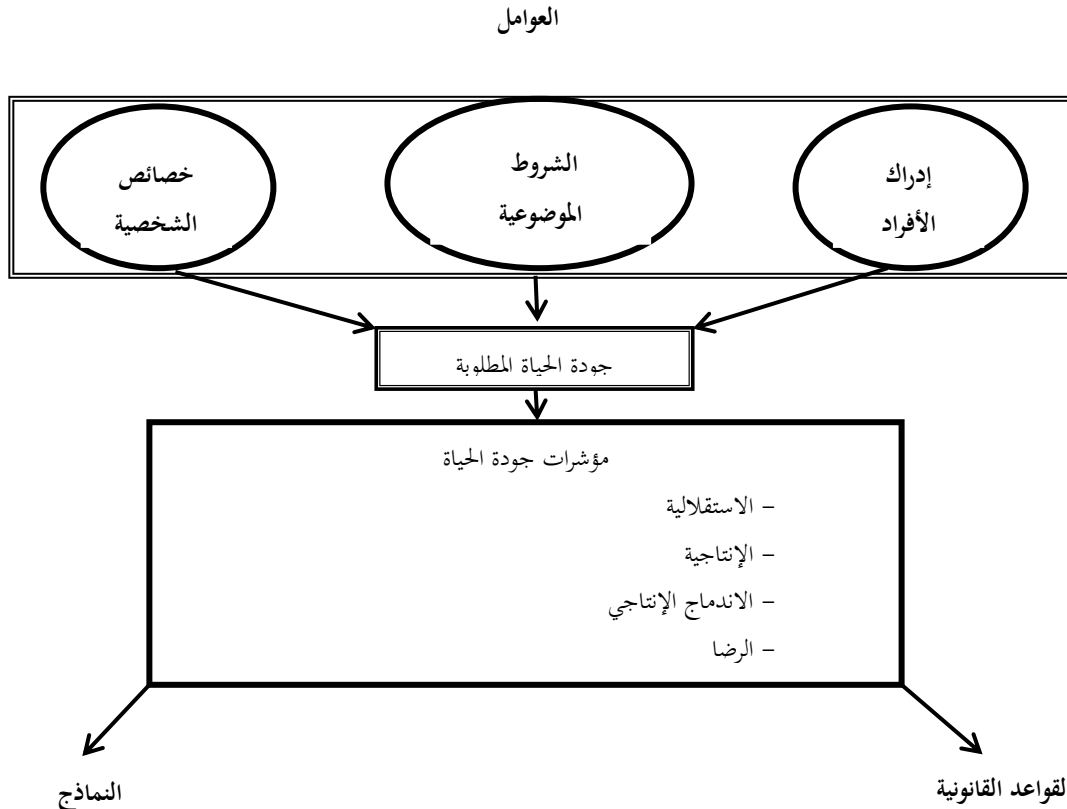 العوامل
إدراك
الأفراد
الشروط
الموضوعية
خصائص
الشخصية
جودة الحياة المطلوبة
مؤشرات جودة الحياة
– الاستقلالية
– الإنتاجية
– الاندماج الإنتاجي
– الرضا
لقواعد القانونية
النماذج